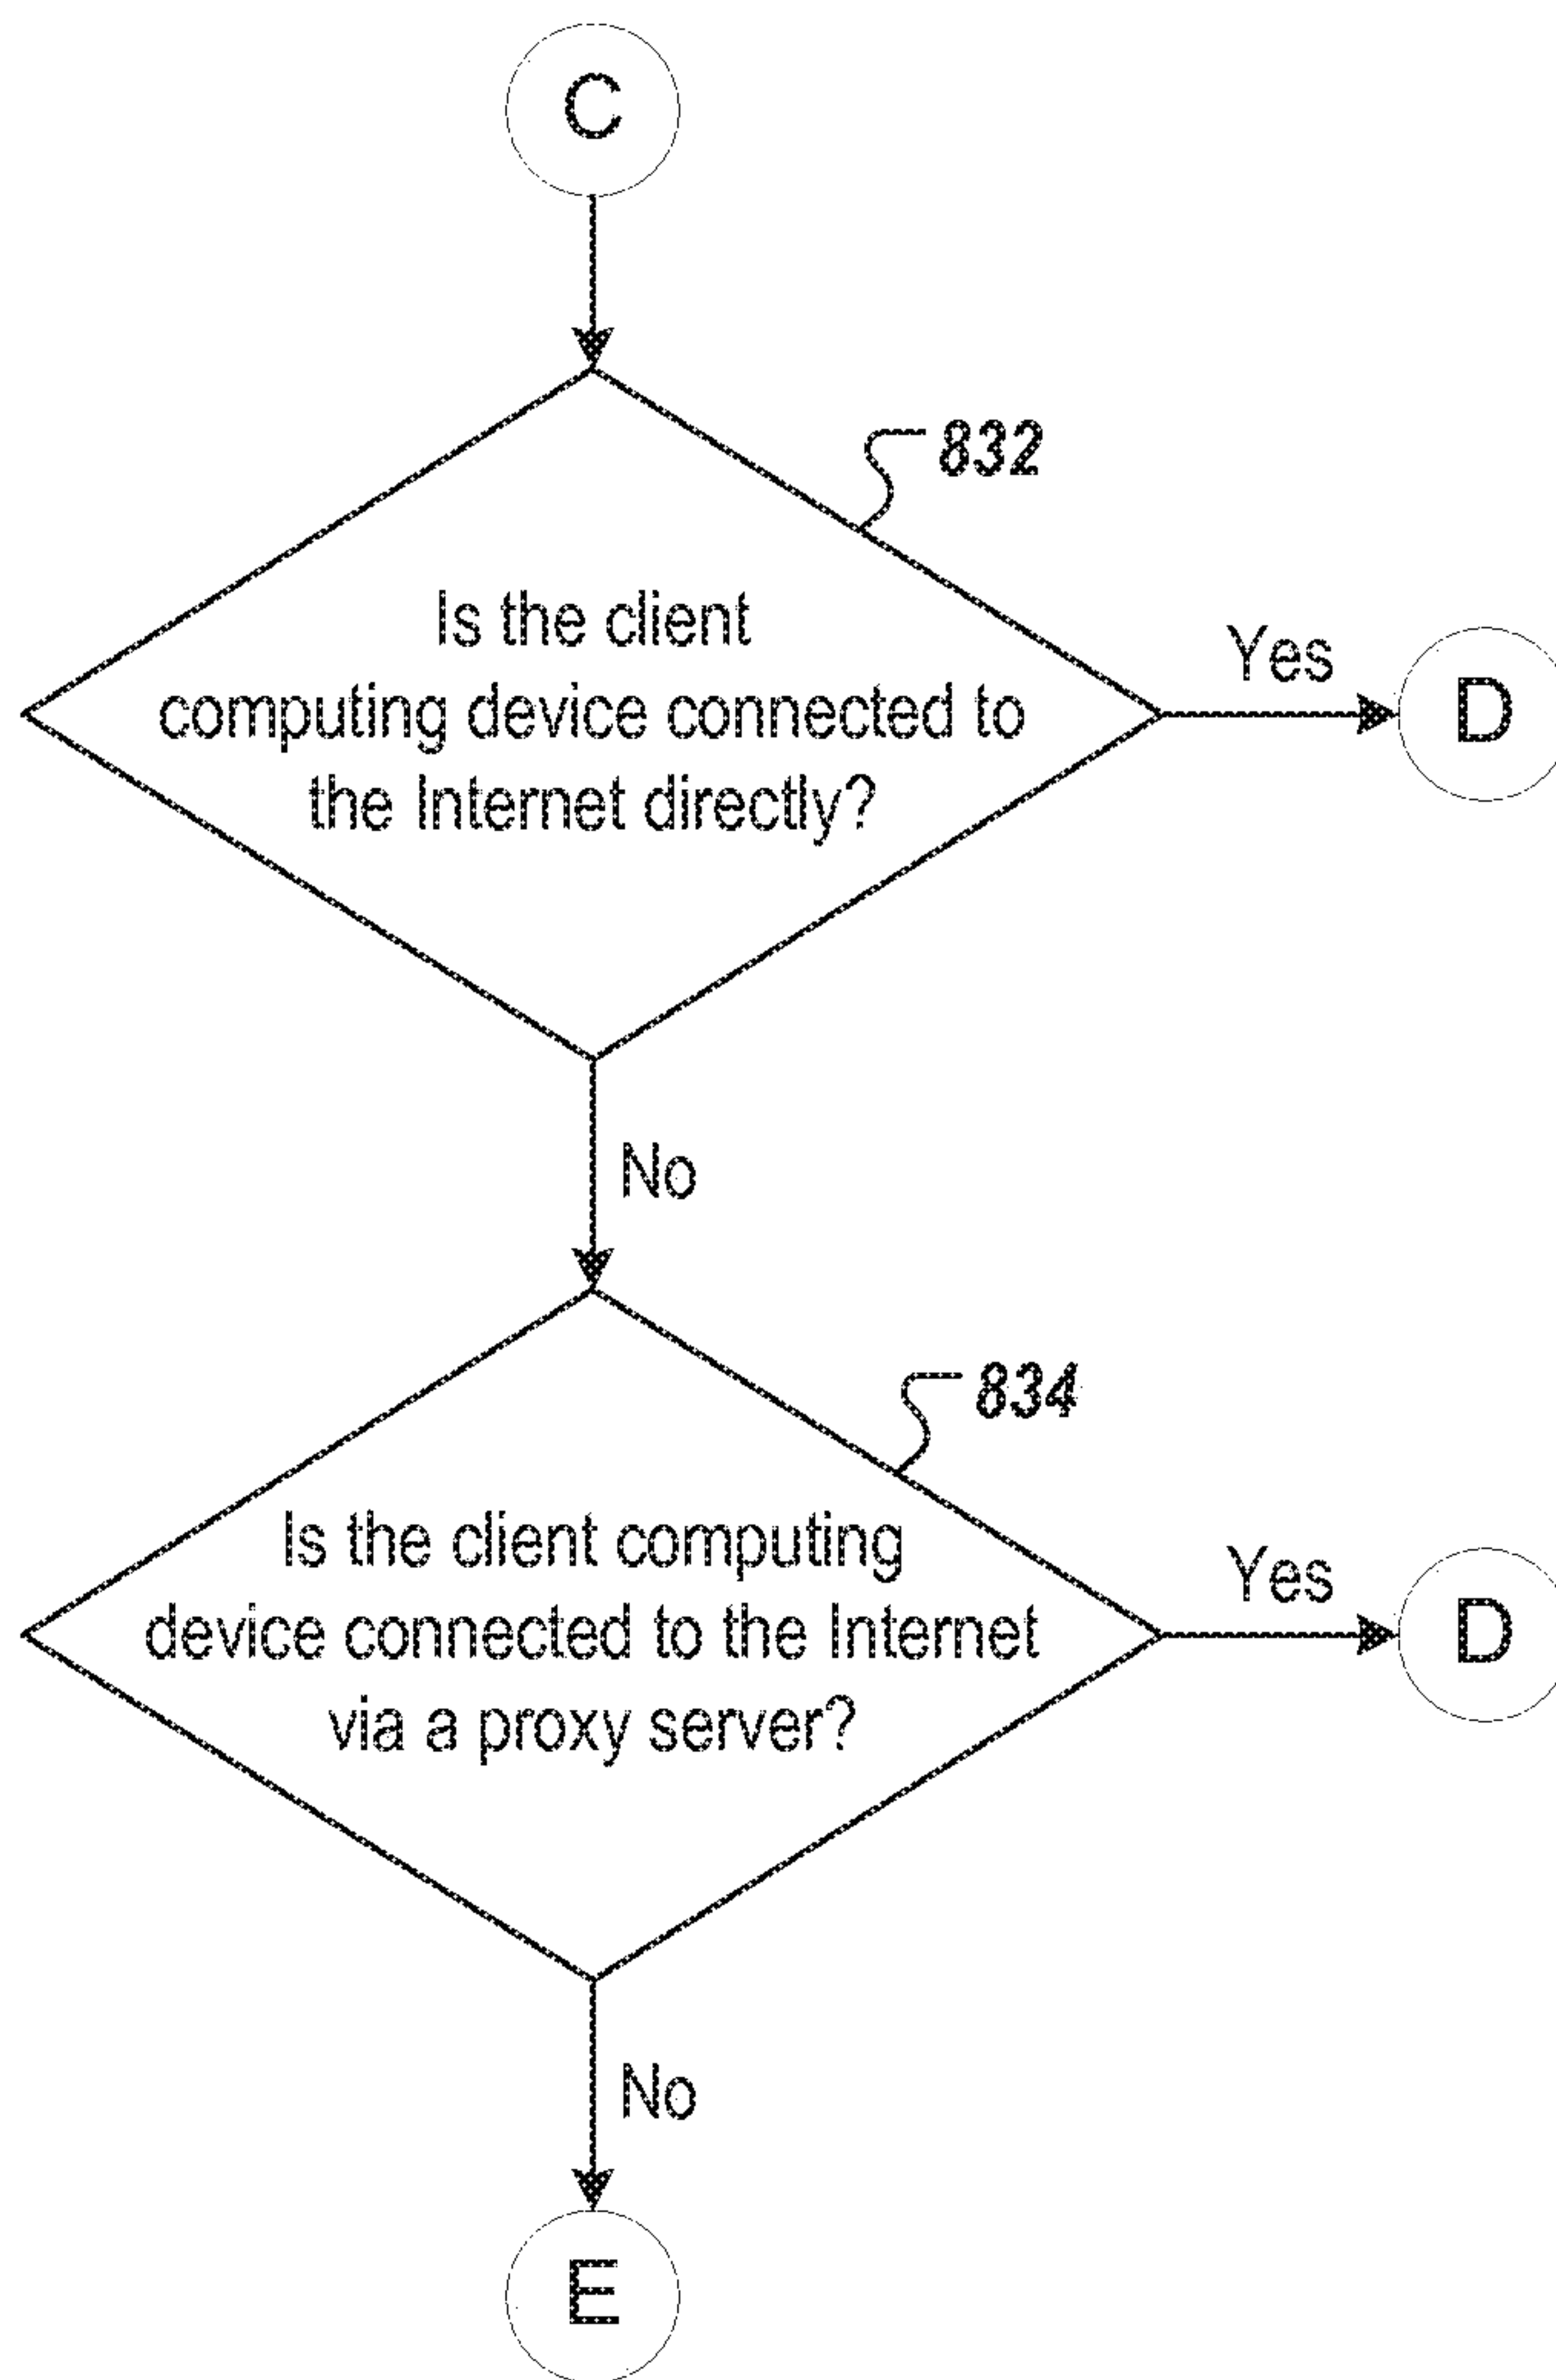 C
832
Is the client
computing device connected to
the Internet directly?
Yes
D
No
834
Is the client computing
device connected to the Internet
via a proxy server?
Yes
D
No
E